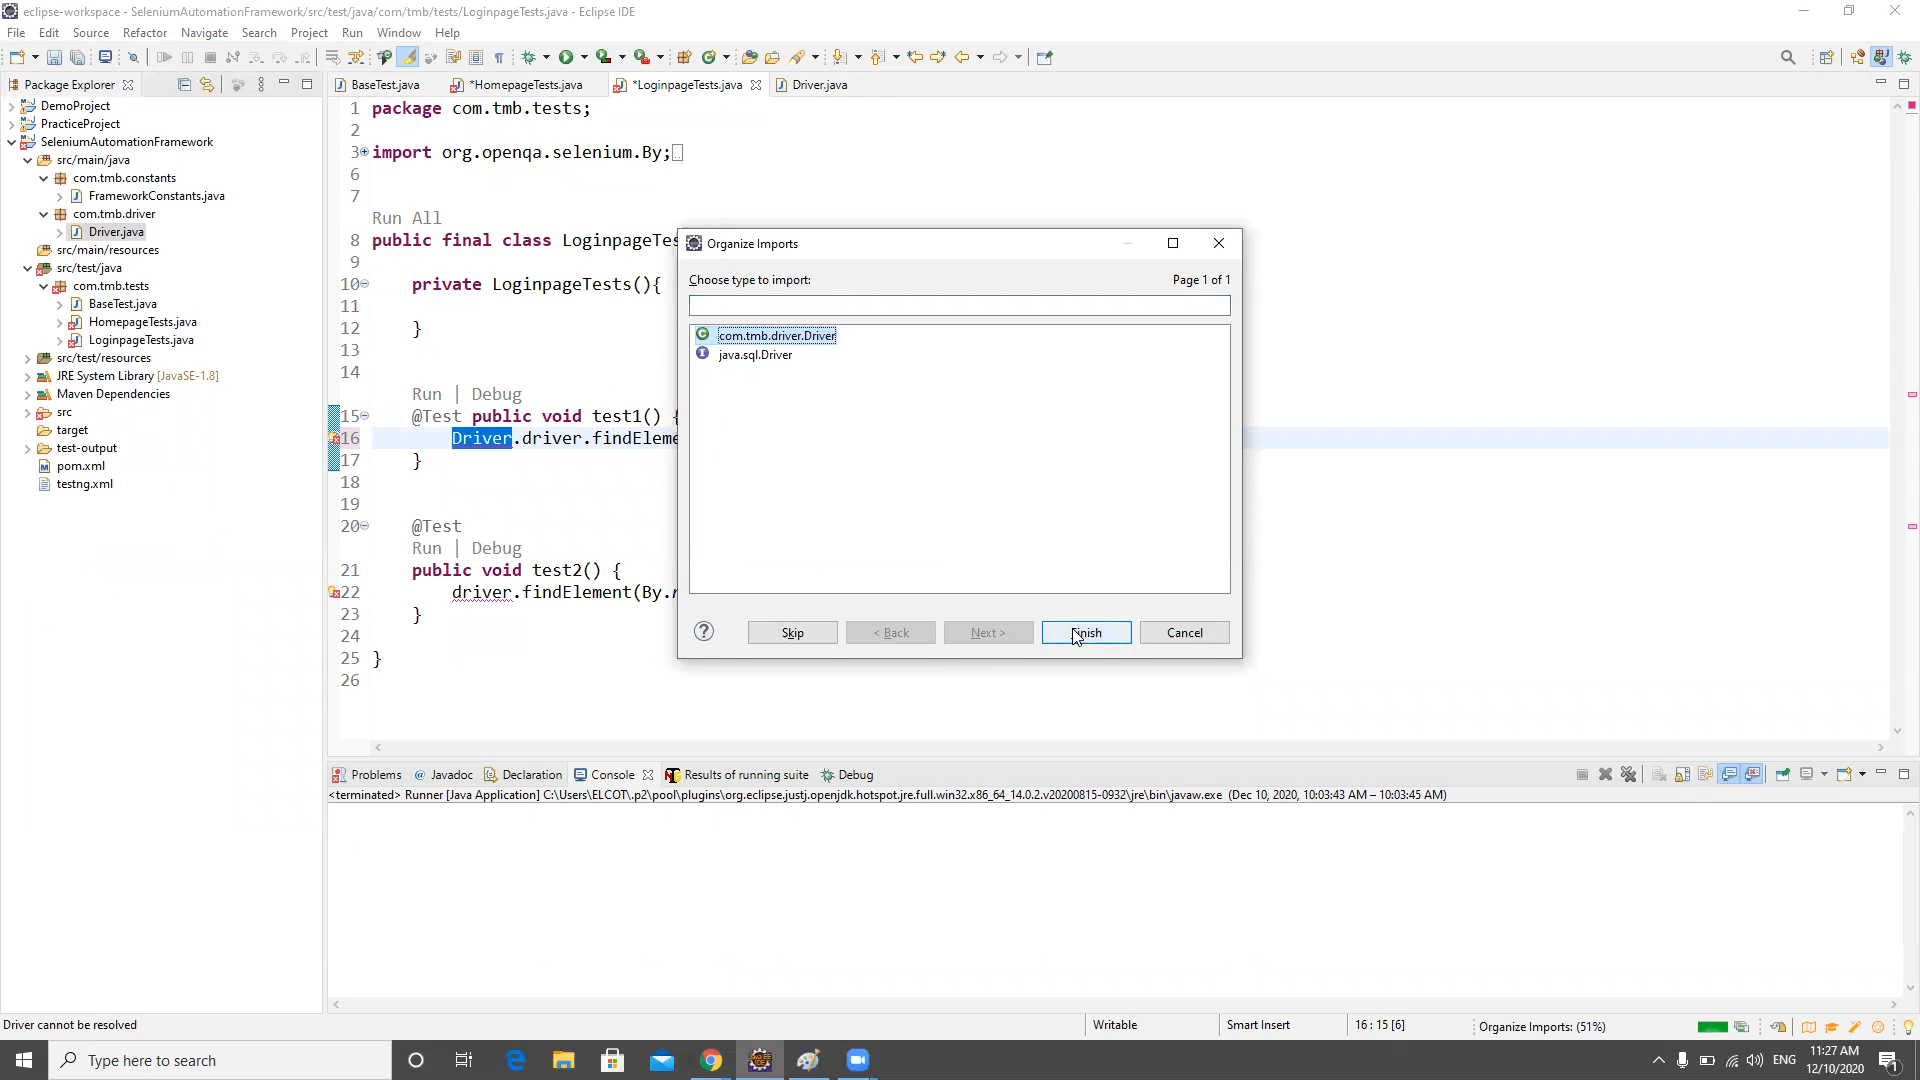 eclipse-workspace - SeleniumAutomationFramework/src/test/java/com/tmb/tests/LoginpageTests.java - Eclipse IDE
File Edit Source Refactor Navigate Search Project Run Window Help
Package Explorer
DemoProject
PracticeProject
SeleniumAutomationFramework
src/main/java
com.tmb.constants
FrameworkConstants.java
com.tmb.driver
Driver.java
src/main/resources
src/test/java
com.tmb.tests
BaseTest.java
HomepageTests.java
LoginpageTests.java
src/test/resources
JRE System Library [JavaSE-1.8]
Maven Dependencies
src
target
test-output
pom.xml
testng.xml
BaseTest.java *HomepageTests.java *LoginpageTests.java Driver.java
1 package com.tmb.tests;
2
3 import org.openqa.selenium.By;
6
7
Run All
8 public final class LoginpageTes
9
10 private LoginpageTests(){
11
12 }
13
14
Run | Debug
15 @Test public void test1() {
16 Driver.driver.findEleme
17 }
18
19
20 @Test
Run | Debug
21 public void test2() {
22 driver.findElement(By.
23 }
24
25 }
26
Organize Imports
Choose type to import: Page 1 of 1
com.tmb.driver.Driver
java.sql.Driver
Skip < Back Next > Finish Cancel
Problems @ Javadoc Declaration Console Results of running suite Debug
<terminated> Runner [Java Application] C:\Users\ELCOT\.p2\pool\plugins\org.eclipse.justj.openjdk.hotspot.jre.full.win32.x86_64_14.0.2.v20200815-0932\jre\bin\javaw.exe (Dec 10, 2020, 10:03:43 AM – 10:03:45 AM)
Driver cannot be resolved Writable Smart Insert 16 : 15 [6] Organize Imports: (51%)
Type here to search
ENG
11:27 AM
12/10/2020
1